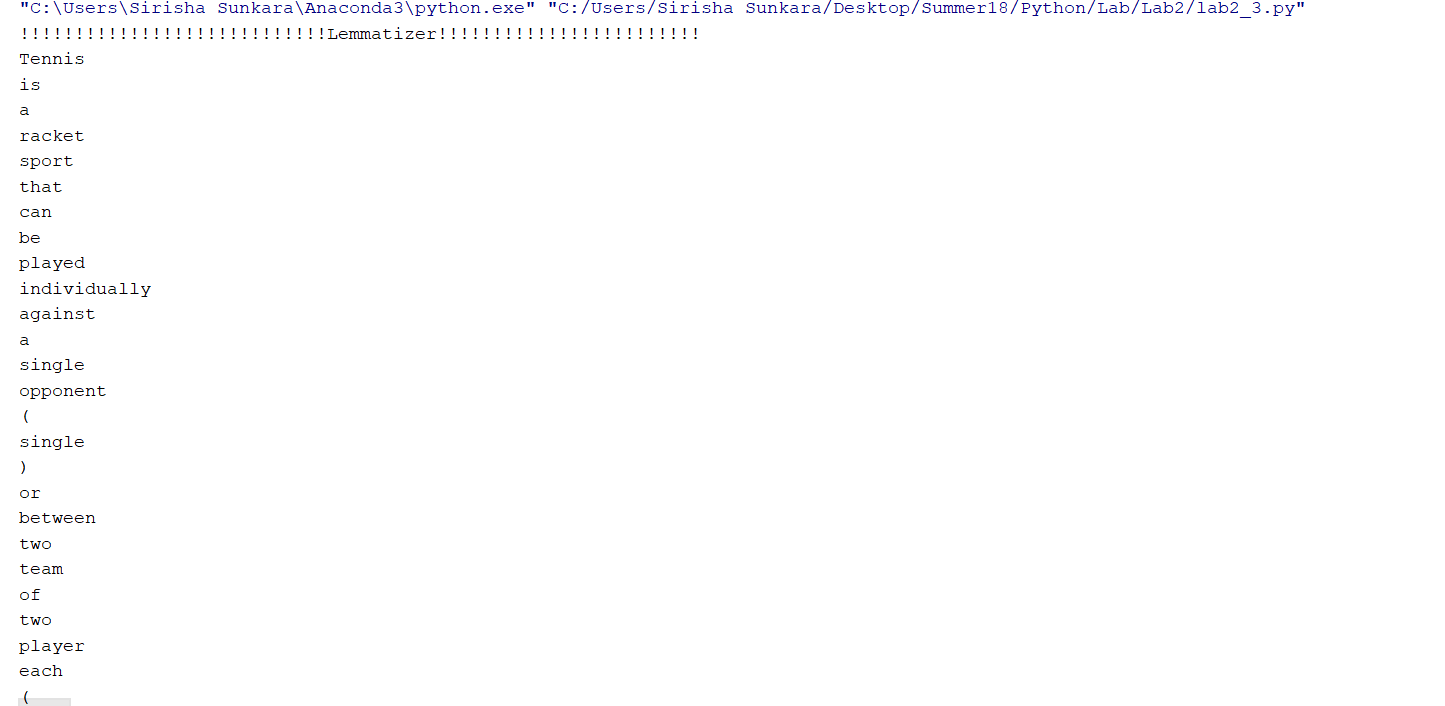 "C:\Users\Sirisha Sunkara\Anaconda3\python.exe" "C:/Users/Sirisha Sunkara/Desktop/Summer18/Python/Lab/Lab2/lab2_3.py"
!!!!!!!!!!!!!!!!!!!!!!!!!!!!Lemmatizer!!!!!!!!!!!!!!!!!!!!!!!!
Tennis
is
a
racket
sport
that
can
be
played
individually
against
a
single
opponent
(
single
)
or
between
two
team
of
two
player
each
(